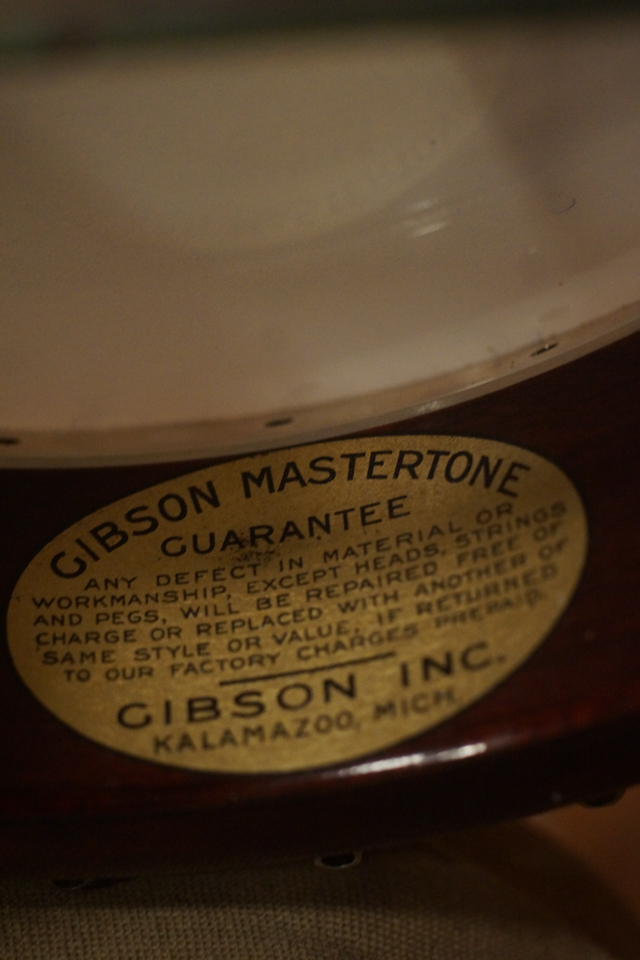 GIBSON MASTERTONE
GUARANTEE
ANY DEFECT IN MATERIAL OR
WORKMANSHIP, EXCEPT HEADS, STRINGS
AND PEGS, WILL BE REPAIRED FREE OF
CHARGE OR REPLACED WITH ANOTHER OF
SAME STYLE OR VALUE, IF RETURNED
TO OUR FACTORY CHARGES PREPAID.
GIBSON INC.
KALAMAZOO, MICH.